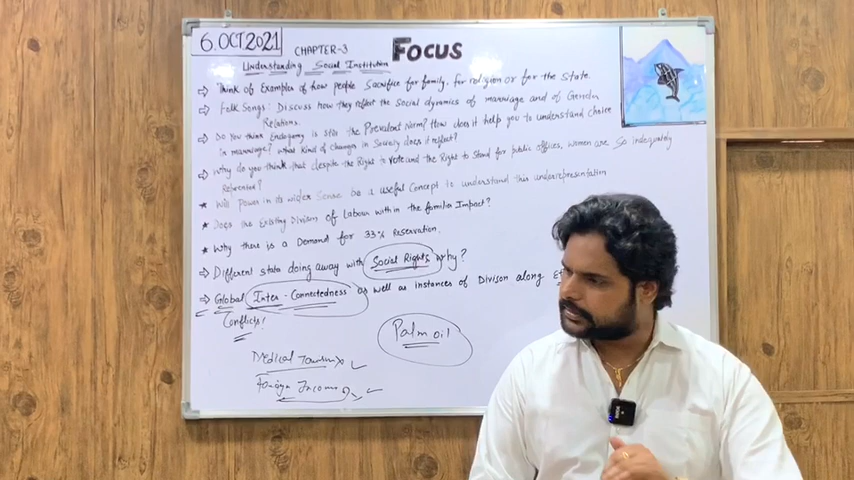 6.OCT2021
CHAPTER-3
FOCUS
Understanding Social Institution
⇒ Think of Examples of how people Sacrifice for family, for religion or for the State.
⇒ Folk Songs: Discuss how they reflect the social dynamics of marriage and of Gender
Relations.
⇒ Do You think Endogamy is still the Prevalent Norm? How does it help you to understand choice
in marriage? What kind of changes in Society does it reflect?
⇒ Why do you think that despite the Right to vote and the Right to Stand for public offices, women are so inadequately
Represented?
* Will power in its wider Sense be a useful Concept to understand this underrepresentation
* Does the Existing Division of Labour within the families Impact?
* Why there is a Demand for 33% Reservation.
⇒ Different stats doing away with Social Rights why?
⇒ Global Inter-Connectedness as well as instances of Divison along
Conflicts!
Palm oil
Medical Tourism
Foreign Income